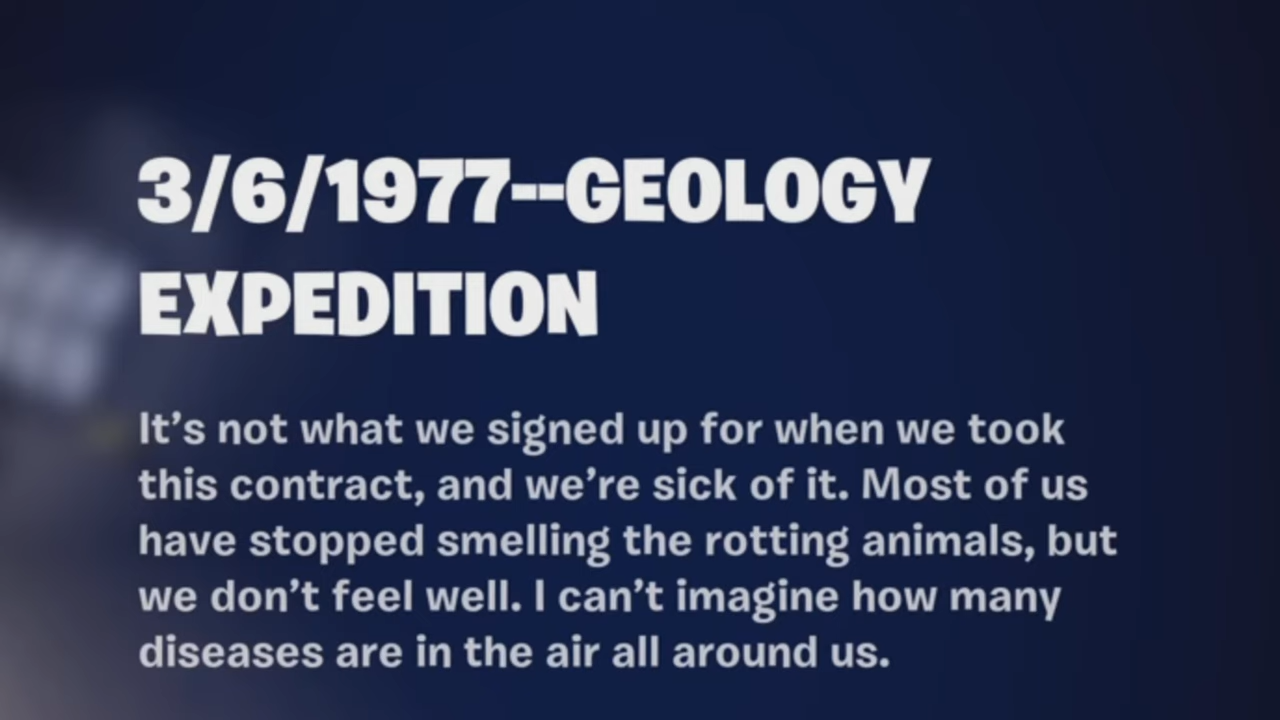 3/6/1977--GEOLOGY
EXPEDITION
It’s not what we signed up for when we took
this contract, and we’re sick of it. Most of us
have stopped smelling the rotting animals, but
we don’t feel well. I can’t imagine how many
diseases are in the air all around us.